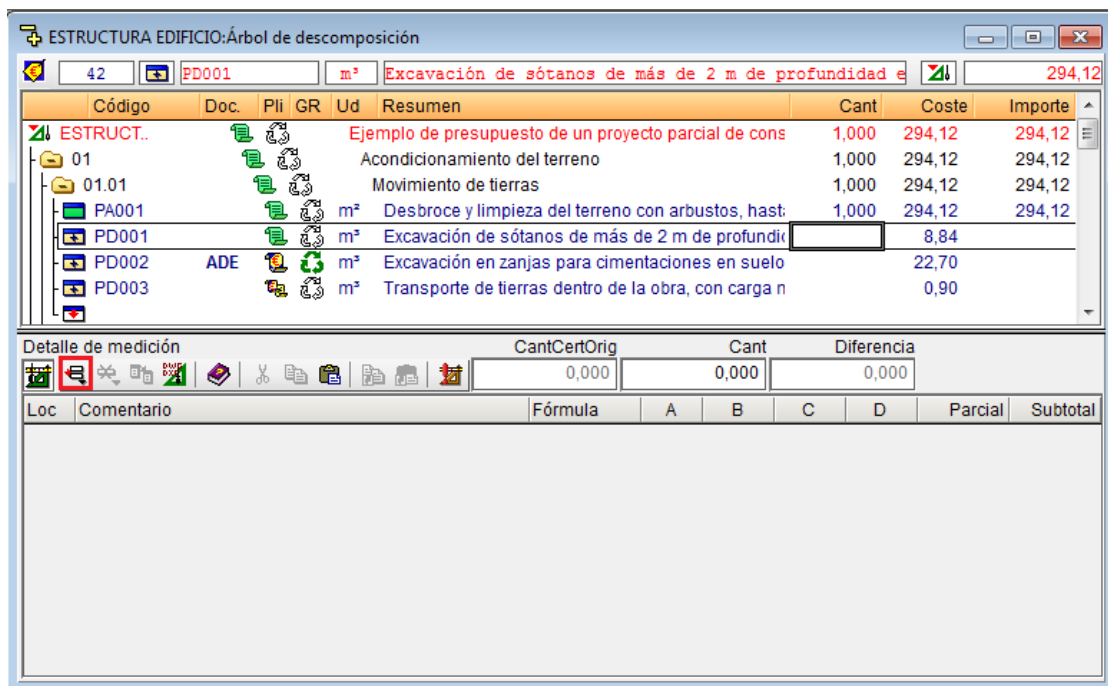 ESTRUCTURA EDIFICIO:Árbol de descomposición
42 PD001 m³ Excavación de sótanos de más de 2 m de profundidad e 294,12
Código Doc. Pli GR Ud Resumen Cant Coste Importe
ESTRUCT.. Ejemplo de presupuesto de un proyecto parcial de cons 1,000 294,12 294,12
01 Acondicionamiento del terreno 1,000 294,12 294,12
01.01 Movimiento de tierras 1,000 294,12 294,12
PA001 m² Desbroce y limpieza del terreno con arbustos, hast 1,000 294,12 294,12
PD001 m³ Excavación de sótanos de más de 2 m de profundi 8,84
PD002 ADE m³ Excavación en zanjas para cimentaciones en suelo 22,70
PD003 m³ Transporte de tierras dentro de la obra, con carga 0,90
Detalle de medición CantCertOrig Cant Diferencia
0,000 0,000 0,000
Loc Comentario Fórmula A B C D Parcial Subtotal